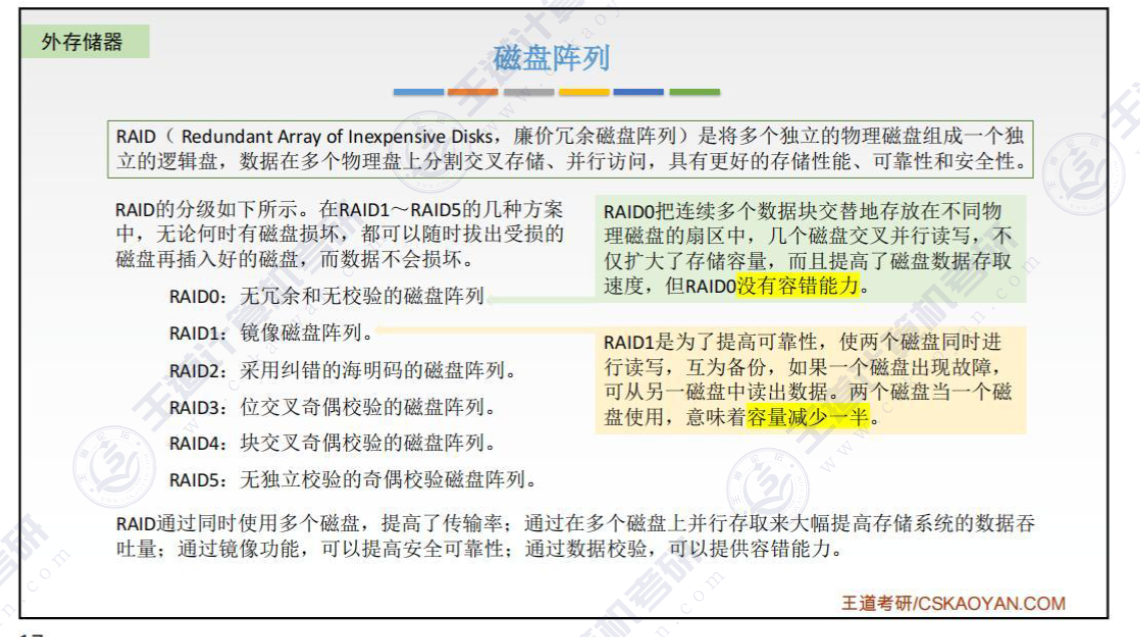 外存储器
磁盘阵列
RAID（ Redundant Array of Inexpensive Disks，廉价冗余磁盘阵列）是将多个独立的物理磁盘组成一个独
立的逻辑盘，数据在多个物理盘上分割交叉存储、并行访问，具有更好的存储性能、可靠性和安全性。
RAID的分级如下所示。在RAID1～RAID5的几种方案
中，无论何时有磁盘损坏，都可以随时拔出受损的
磁盘再插入好的磁盘，而数据不会损坏。
RAID0：无冗余和无校验的磁盘阵列
RAID1：镜像磁盘阵列。
RAID2：采用纠错的海明码的磁盘阵列。
RAID3：位交叉奇偶校验的磁盘阵列。
RAID4：块交叉奇偶校验的磁盘阵列。
RAID5：无独立校验的奇偶校验磁盘阵列。
RAID0把连续多个数据块交替地存放在不同物
理磁盘的扇区中，几个磁盘交叉并行读写，不
仅扩大了存储容量，而且提高了磁盘数据存取
速度，但RAID0没有容错能力。
RAID1是为了提高可靠性，使两个磁盘同时进
行读写，互为备份，如果一个磁盘出现故障，
可从另一磁盘中读出数据。两个磁盘当一个磁
盘使用，意味着容量减少一半。
RAID通过同时使用多个磁盘，提高了传输率；通过在多个磁盘上并行存取来大幅提高存储系统的数据吞
吐量；通过镜像功能，可以提高安全可靠性；通过数据校验，可以提供容错能力。
王道考研/CSKAOYAN.COM